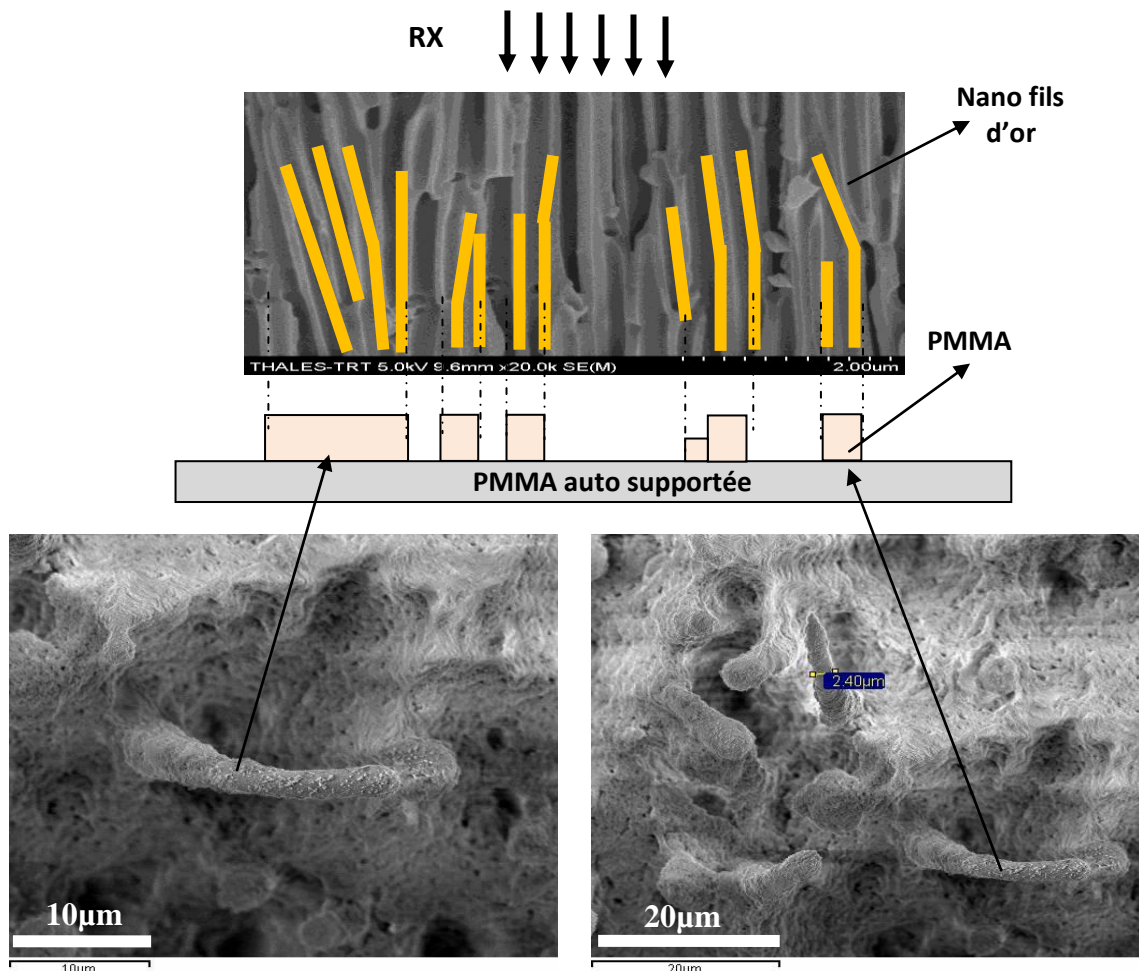 RX
Nano fils
d'or
PMMA
THALES-TRT 5.0kV 9.6mm x20.0k SE(M) 2.00um
PMMA auto supportée
2.40µm
10µm
10µm
20µm
20µm